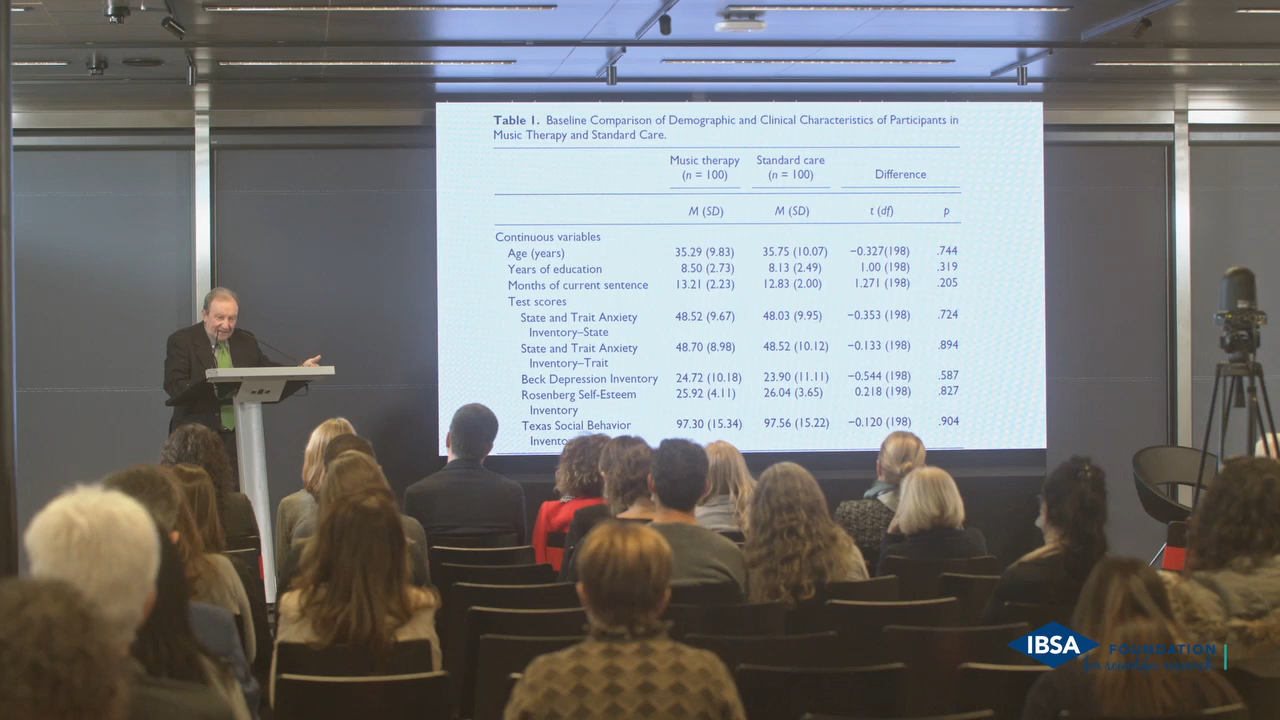 Table 1. Baseline Comparison of Demographic and Clinical Characteristics of Participants in
Music Therapy and Standard Care.
Music therapy Standard care
(n = 100) (n = 100) Difference
M (SD) M (SD) t (df) p
Continuous variables
Age (years) 35.29 (9.83) 35.75 (10.07) −0.327(198) .744
Years of education 8.50 (2.73) 8.13 (2.49) 1.00 (198) .319
Months of current sentence 13.21 (2.23) 12.83 (2.00) 1.271 (198) .205
Test scores
State and Trait Anxiety 48.52 (9.67) 48.03 (9.95) −0.353 (198) .724
Inventory–State
State and Trait Anxiety 48.70 (8.98) 48.52 (10.12) −0.133 (198) .894
Inventory–Trait
Beck Depression Inventory 24.72 (10.18) 23.90 (11.11) −0.544 (198) .587
Rosenberg Self-Esteem 25.92 (4.11) 26.04 (3.65) 0.218 (198) .827
Inventory
Texas Social Behavior 97.30 (15.34) 97.56 (15.22) −0.120 (198) .904
Invento
IBSA FOUNDATION